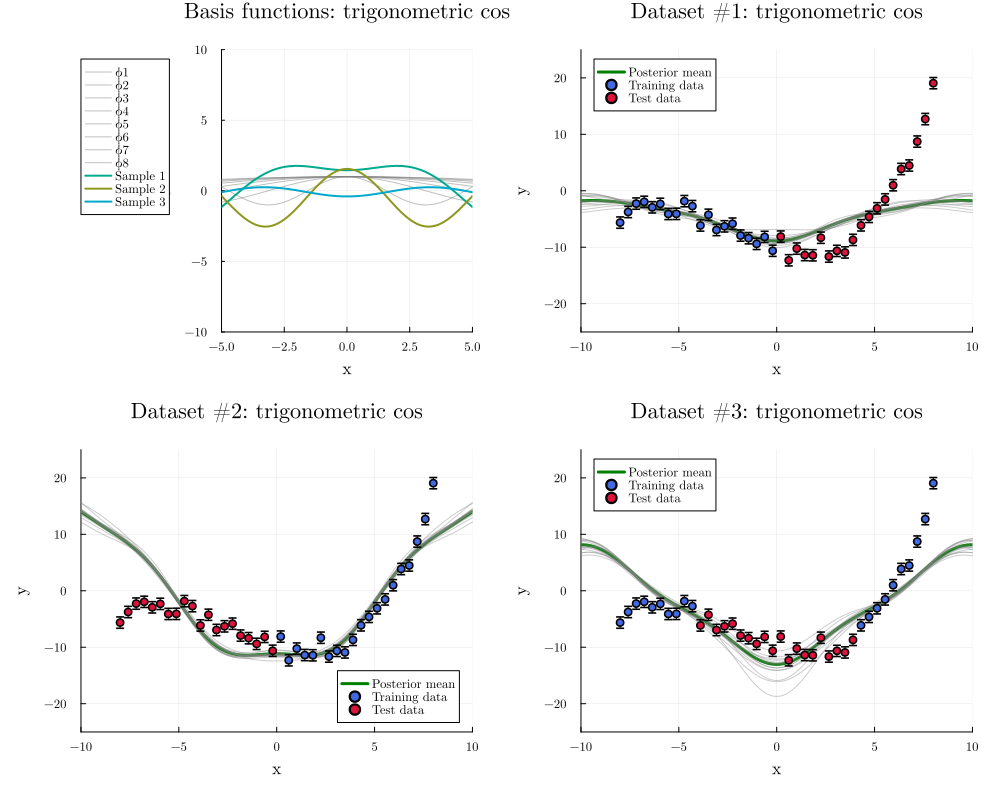 Basis functions: trigonometric cos
ϕ1
ϕ2
ϕ3
ϕ4
ϕ5
ϕ6
ϕ7
ϕ8
Sample 1
Sample 2
Sample 3
10
5
0
−5
−10
−5.0 −2.5 0.0 2.5 5.0
x
Dataset #1: trigonometric cos
Posterior mean
Training data
Test data
y
20
10
0
−10
−20
−10 −5 0 5 10
x
Dataset #2: trigonometric cos
y
20
10
0
−10
−20
Posterior mean
Training data
Test data
−10 −5 0 5 10
x
Dataset #3: trigonometric cos
Posterior mean
Training data
Test data
y
20
10
0
−10
−20
−10 −5 0 5 10
x